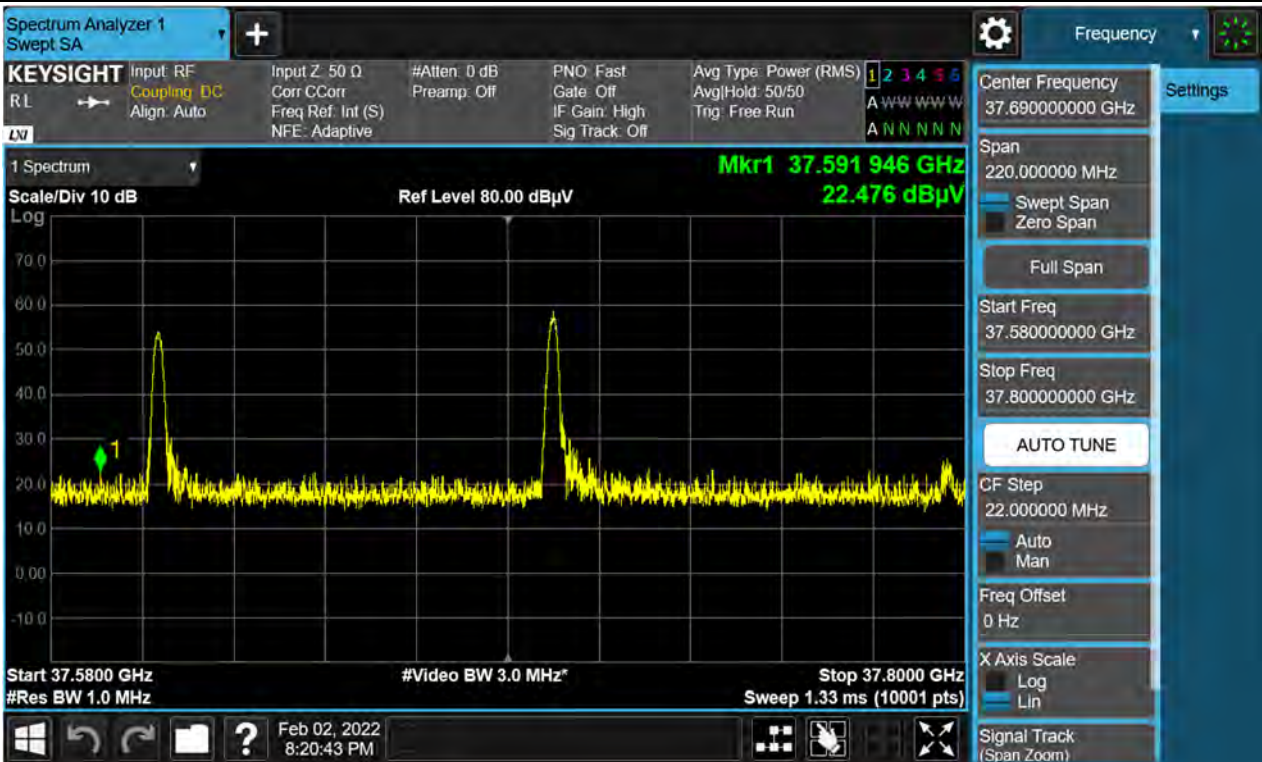 Spectrum Analyzer 1
Swept SA
+
Frequency
KEYSIGHT
R L
LXI
Input: RF
Coupling: DC
Align: Auto
Input Z: 50 Ω
Corr CCorr
Freq Ref: Int (S)
NFE: Adaptive
#Atten: 0 dB
Preamp: Off
PNO: Fast
Gate: Off
IF Gain: High
Sig Track: Off
Avg Type: Power (RMS)
Avg|Hold: 50/50
Trig: Free Run
1 2 3 4 5 6
A W W W W W
A N N N N N
1 Spectrum
Scale/Div 10 dB
Ref Level 80.00 dBµV
Mkr1 37.591 946 GHz
22.476 dBµV
Log
70.0
60.0
50.0
40.0
30.0
20.0
10.0
0.00
-10.0
1
Start 37.5800 GHz
#Video BW 3.0 MHz*
Stop 37.8000 GHz
#Res BW 1.0 MHz
Sweep 1.33 ms (10001 pts)
Center Frequency
37.690000000 GHz
Span
220.000000 MHz
Swept Span
Zero Span
Full Span
Start Freq
37.580000000 GHz
Stop Freq
37.800000000 GHz
AUTO TUNE
CF Step
22.000000 MHz
Auto
Man
Freq Offset
0 Hz
X Axis Scale
Log
Lin
Signal Track
(Span Zoom)
Settings
?
Feb 02, 2022
8:20:43 PM